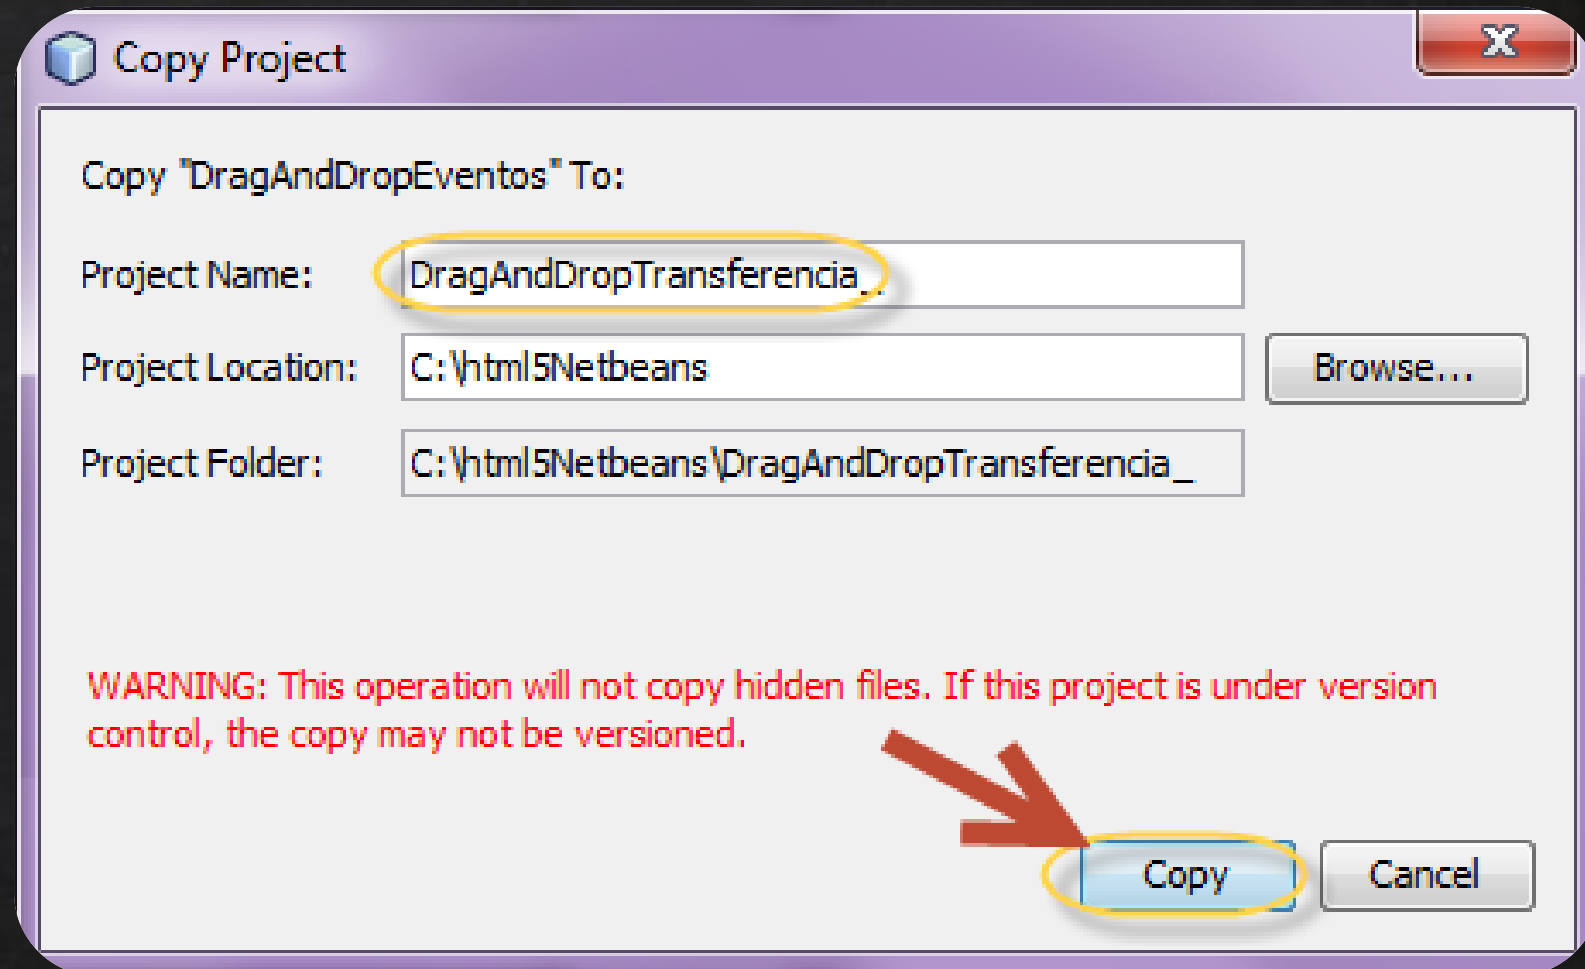 Copy Project
Copy "DragAndDropEventos" To:
Project Name: DragAndDropTransferencia_
Project Location: C:\html5Netbeans Browse...
Project Folder: C:\html5Netbeans\DragAndDropTransferencia_
WARNING: This operation will not copy hidden files. If this project is under version
control, the copy may not be versioned.
Copy Cancel